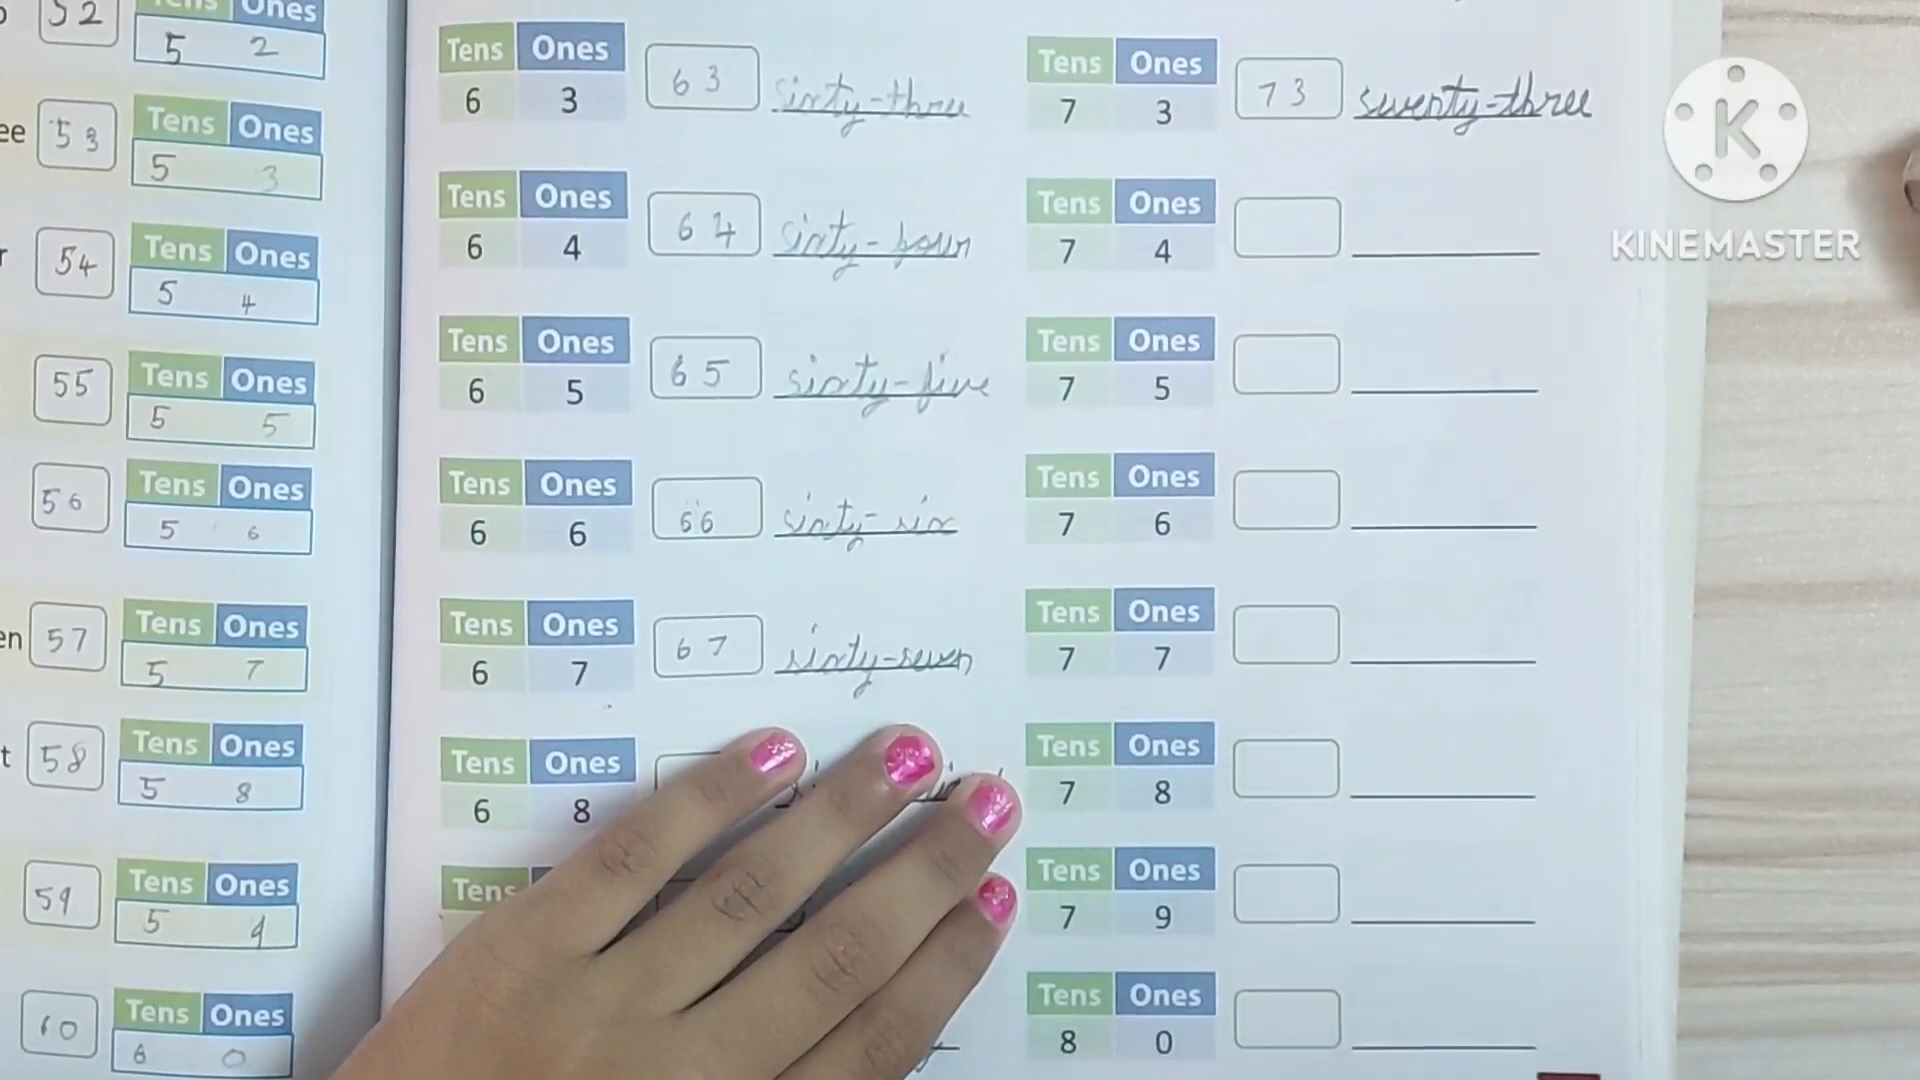 52
Tens Ones
5 2
ee 53
Tens Ones
5 3
r 54
Tens Ones
5 4
55
Tens Ones
5 5
56
Tens Ones
5 6
en 57
Tens Ones
5 7
t 58
Tens Ones
5 8
59
Tens Ones
5 9
60
Tens Ones
6 0
Tens Ones
6 3
63 sixty-three
Tens Ones
6 4
64 sixty-four
Tens Ones
6 5
65 sixty-five
Tens Ones
6 6
66 sixty-six
Tens Ones
6 7
67 sixty-seven
Tens Ones
6 8
Tens
Tens Ones
7 3
73 seventy-three
Tens Ones
7 4
Tens Ones
7 5
Tens Ones
7 6
Tens Ones
7 7
Tens Ones
7 8
Tens Ones
7 9
Tens Ones
8 0
K
KINEMASTER